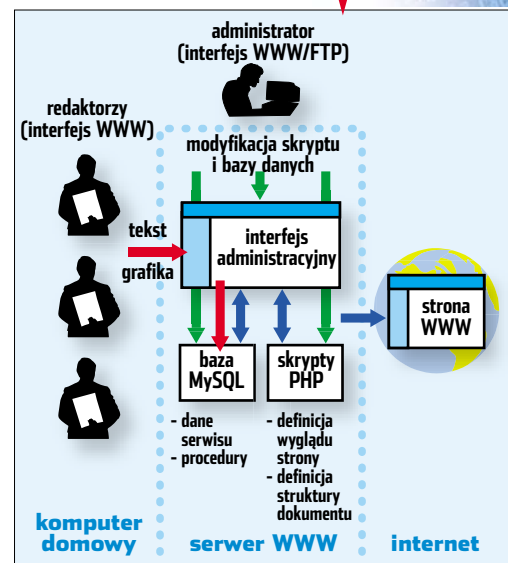 administrator
(interfejs WWW/FTP)
redaktorzy
(interfejs WWW)
modyfikacja skryptu
i bazy danych
tekst
grafika
interfejs
administracyjny
strona
WWW
baza
MySQL
skrypty
PHP
- dane
serwisu
- procedury
- definicja
wyglądu
strony
- definicja
struktury
dokumentu
komputer
domowy
serwer WWW
internet